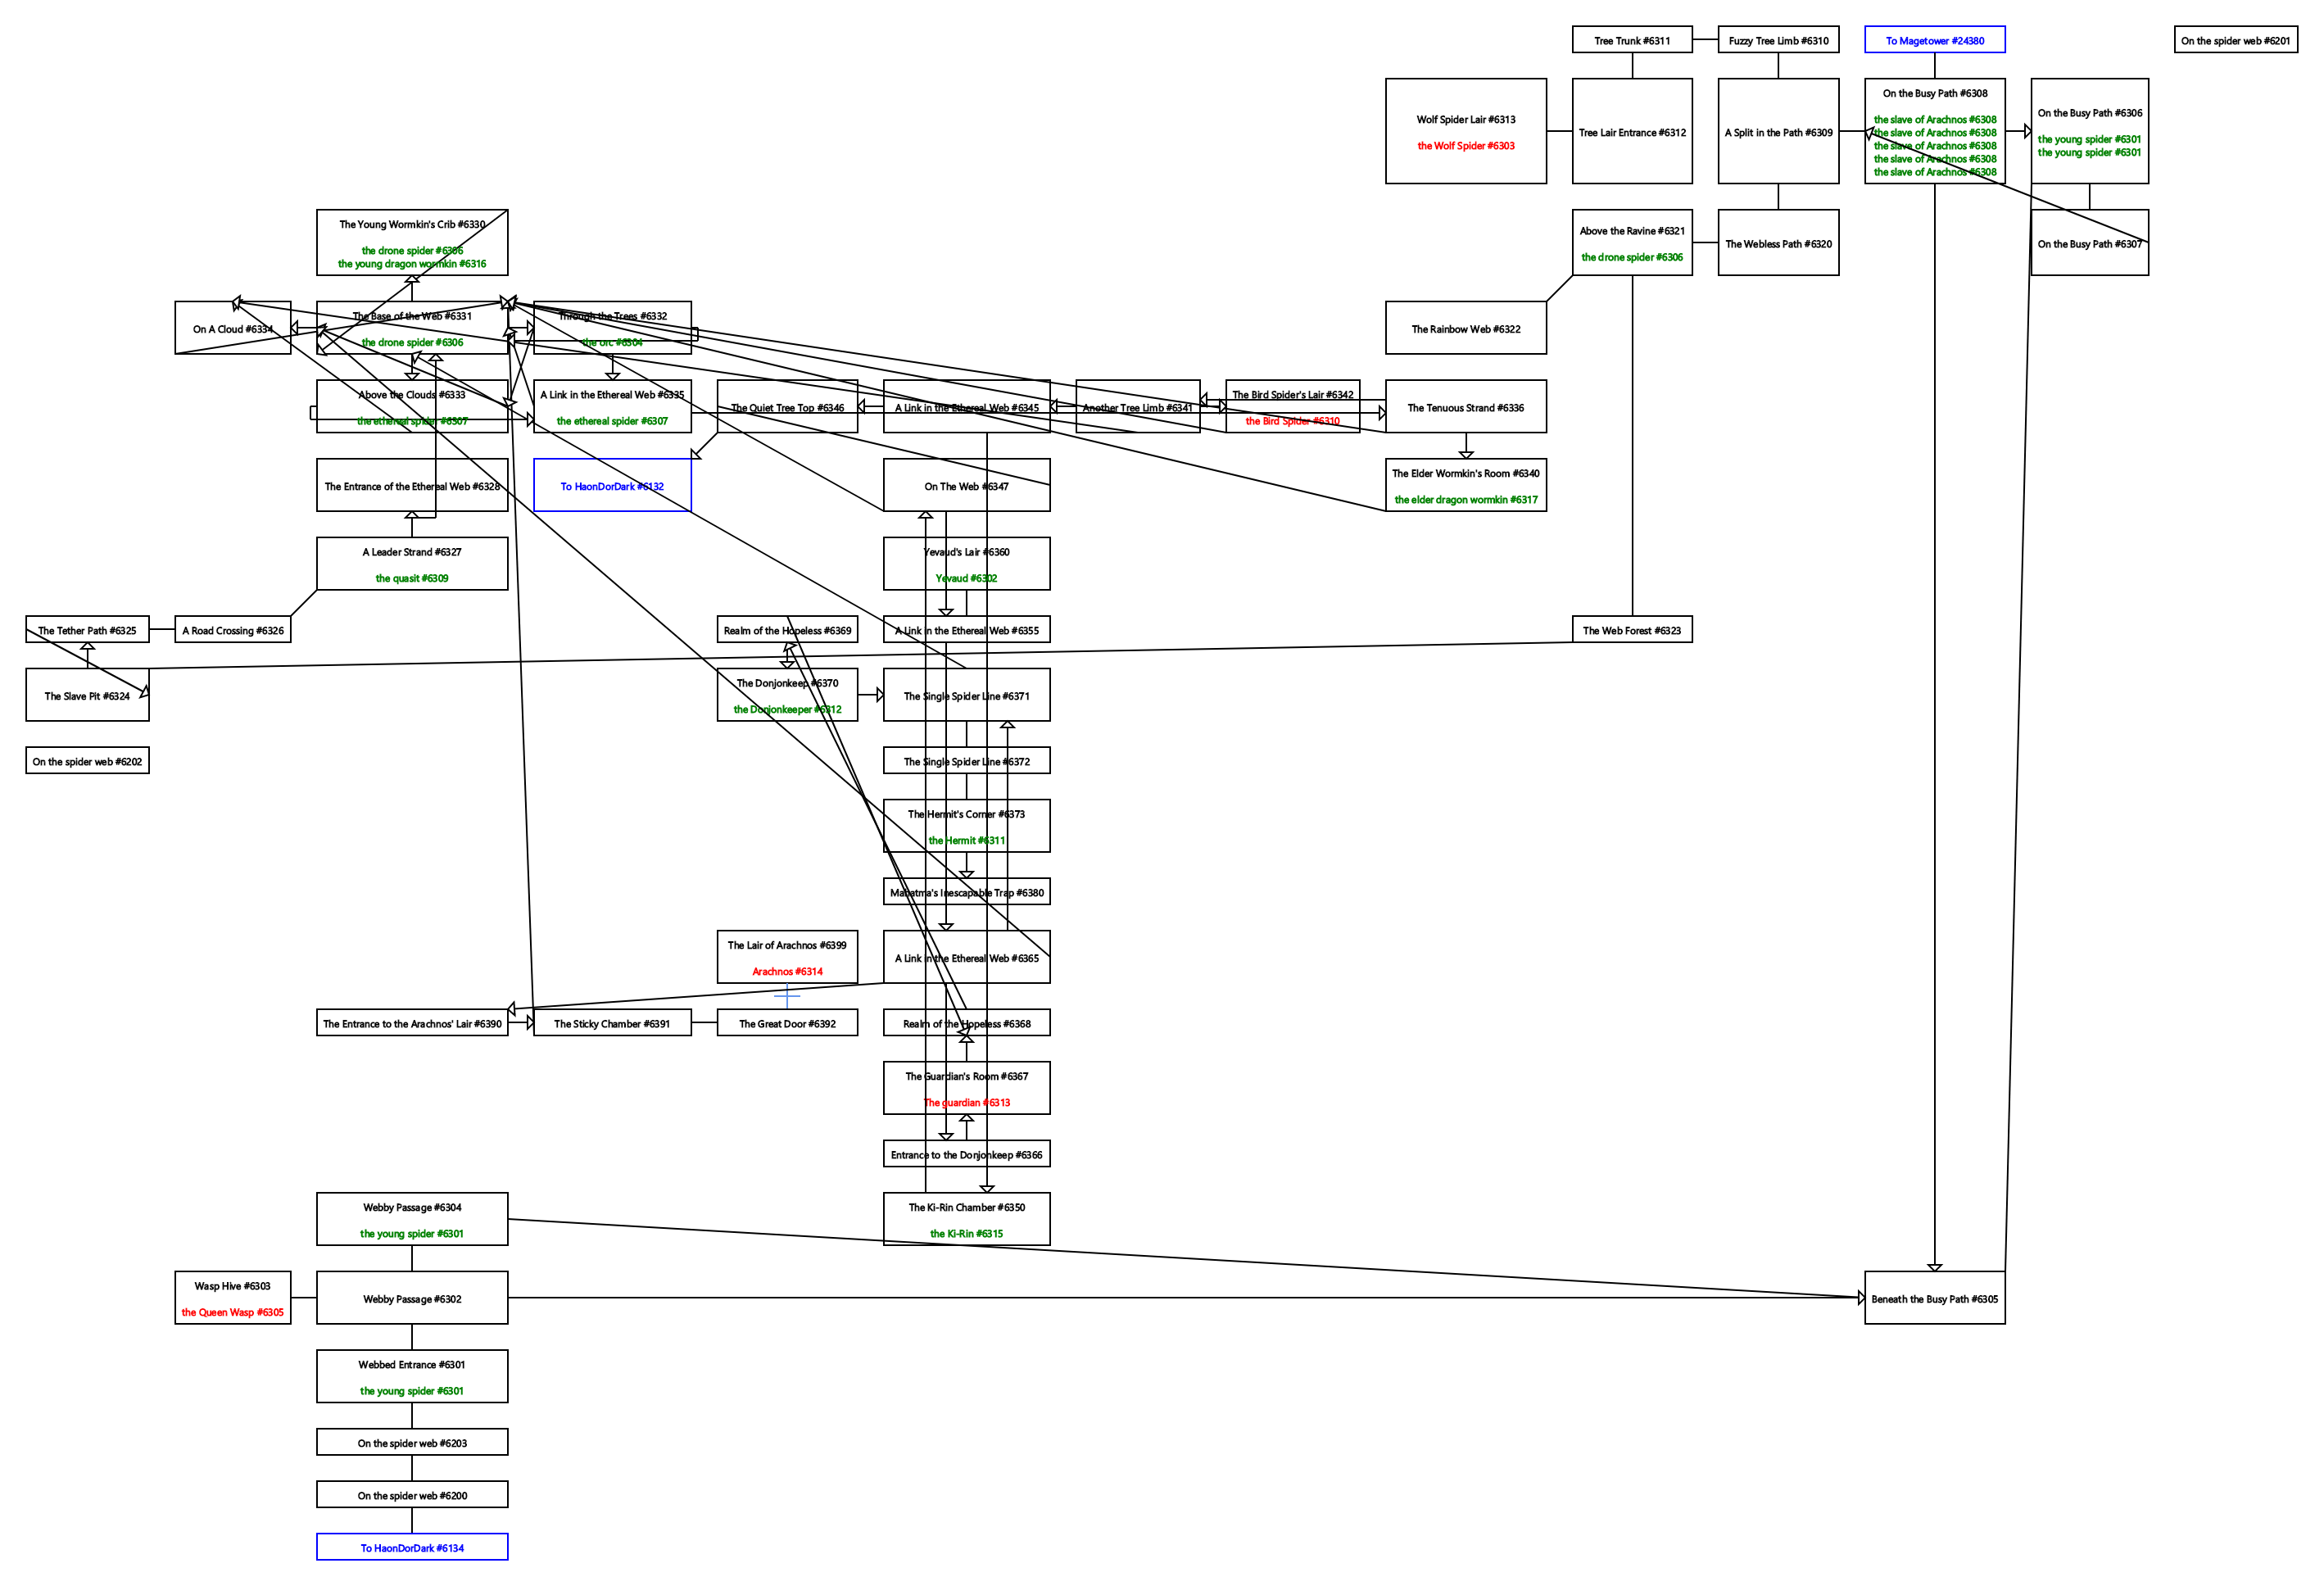 Tree Trunk #6311
Fuzzy Tree Limb #6310
To Magetower #24380
On the spider web #6201
Wolf Spider Lair #6313
the Wolf Spider #6303
Tree Lair Entrance #6312
A Split in the Path #6309
On the Busy Path #6308
the slave of Arachnos #6308
the slave of Arachnos #6308
the slave of Arachnos #6308
the slave of Arachnos #6308
the slave of Arachnos #6308
On the Busy Path #6306
the young spider #6301
the young spider #6301
The Young Wormkin's Crib #6330
the drone spider #6306
the young dragon wormkin #6316
Above the Ravine #6321
the drone spider #6306
The Webless Path #6320
On the Busy Path #6307
On A Cloud #6334
The Base of the Web #6331
the drone spider #6306
Through the Trees #6332
the orc #6304
The Rainbow Web #6322
Above the Clouds #6333
the ethereal spider #6307
A Link in the Ethereal Web #6335
the ethereal spider #6307
The Quiet Tree Top #6346
A Link in the Ethereal Web #6345
Another Tree Limb #6341
The Bird Spider's Lair #6342
the Bird Spider #6310
The Tenuous Strand #6336
The Entrance of the Ethereal Web #6328
To HaonDorDark #6132
On The Web #6347
The Elder Wormkin's Room #6340
the elder dragon wormkin #6317
A Leader Strand #6327
the quasit #6309
Yevaud's Lair #6360
Yevaud #6302
The Tether Path #6325
A Road Crossing #6326
Realm of the Hopeless #6369
A Link in the Ethereal Web #6355
The Web Forest #6323
The Slave Pit #6324
The Donjonkeep #6370
the Donjonkeeper #6312
The Single Spider Line #6371
On the spider web #6202
The Single Spider Line #6372
The Hermit's Corner #6373
the Hermit #6311
Mahatma's Inescapable Trap #6380
The Lair of Arachnos #6399
Arachnos #6314
A Link in the Ethereal Web #6365
The Entrance to the Arachnos' Lair #6390
The Sticky Chamber #6391
The Great Door #6392
Realm of the Hopeless #6368
The Guardian's Room #6367
The guardian #6313
Entrance to the Donjonkeep #6366
Webby Passage #6304
the young spider #6301
The Ki-Rin Chamber #6350
the Ki-Rin #6315
Wasp Hive #6303
the Queen Wasp #6305
Webby Passage #6302
Beneath the Busy Path #6305
Webbed Entrance #6301
the young spider #6301
On the spider web #6203
On the spider web #6200
To HaonDorDark #6134